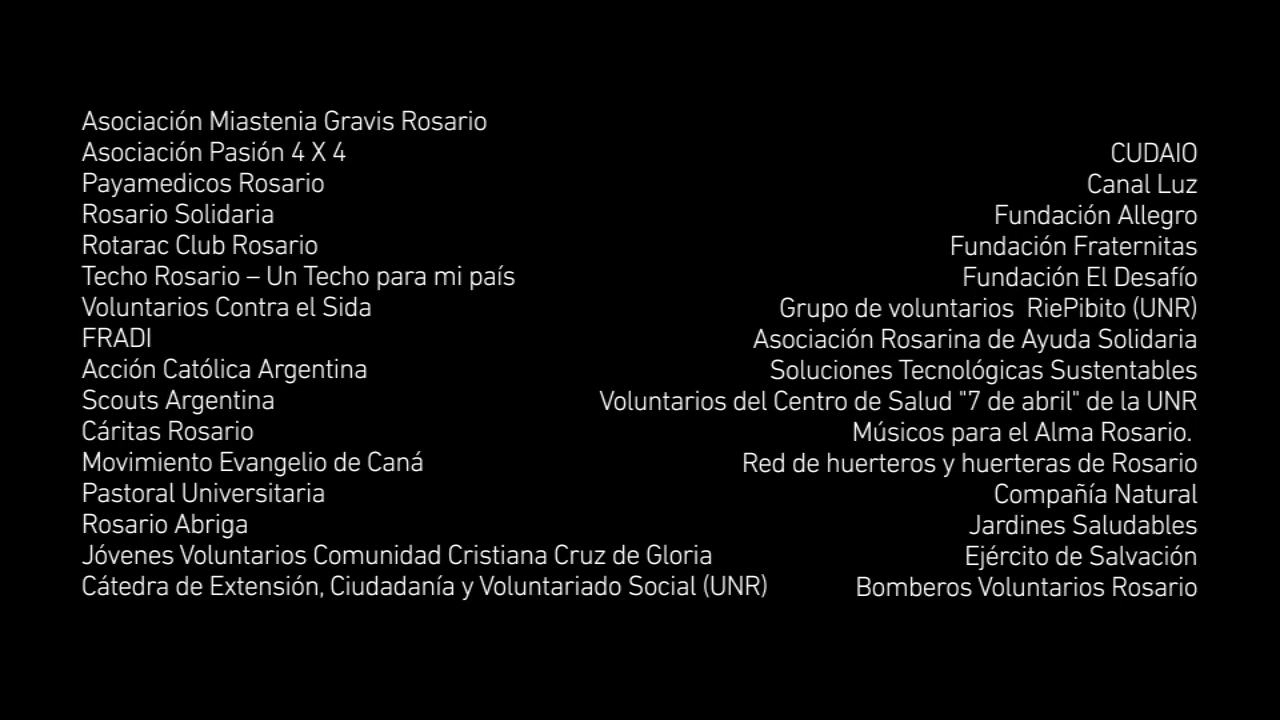 Asociación Miastenia Gravis Rosario
Asociación Pasión 4 X 4
Payamedicos Rosario
Rosario Solidaria
Rotarac Club Rosario
Techo Rosario – Un Techo para mi país
Voluntarios Contra el Sida
FRADI
Acción Católica Argentina
Scouts Argentina
Cáritas Rosario
Movimiento Evangelio de Caná
Pastoral Universitaria
Rosario Abriga
Jóvenes Voluntarios Comunidad Cristiana Cruz de Gloria
Cátedra de Extensión, Ciudadanía y Voluntariado Social (UNR)
CUDAIO
Canal Luz
Fundación Allegro
Fundación Fraternitas
Fundación El Desafío
Grupo de voluntarios  RiePibito (UNR)
Asociación Rosarina de Ayuda Solidaria
Soluciones Tecnológicas Sustentables
Voluntarios del Centro de Salud "7 de abril" de la UNR
Músicos para el Alma Rosario.
Red de huerteros y huerteras de Rosario
Compañía Natural
Jardines Saludables
Ejército de Salvación
Bomberos Voluntarios Rosario